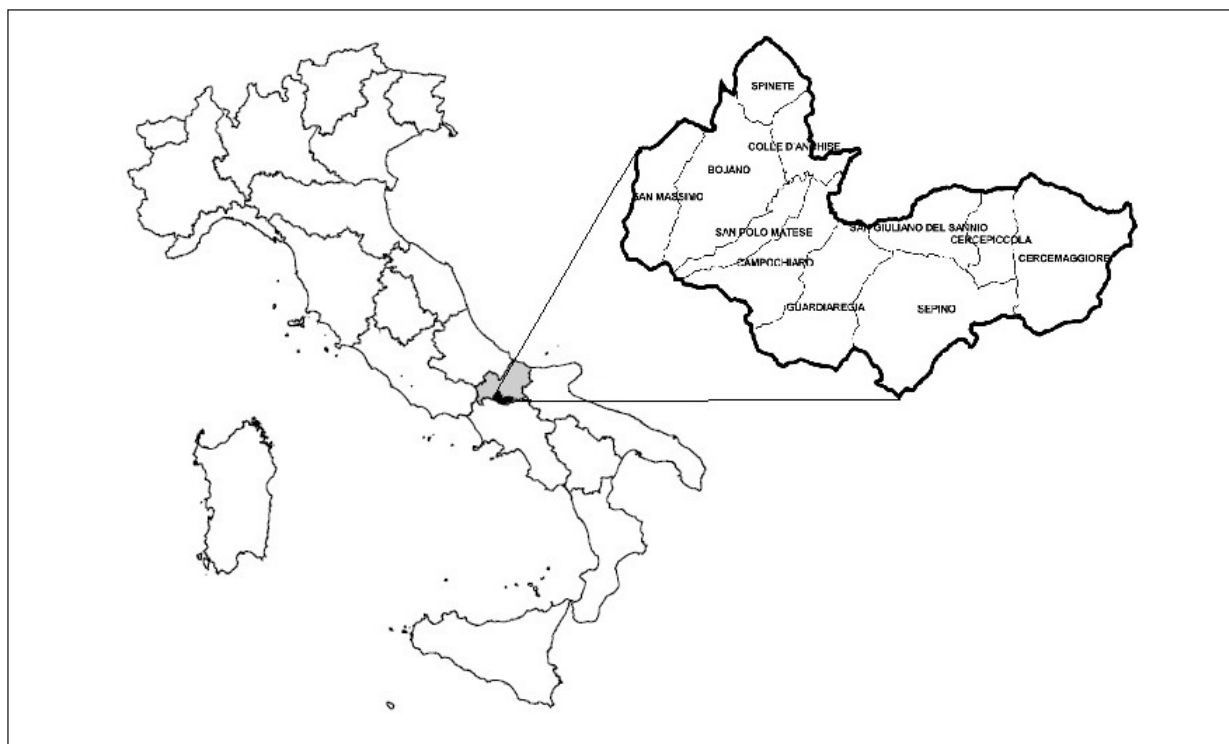 SPINETE
COLLE D'ANCHISE
BOJANO
SAN MASSIMO
SAN GIULIANO DEL SANNIO
SAN POLO MATESE
CERCEPICCOLA
CAMPOCHIARO
CERCEMAGGIORE
GUARDIAREGIA
SEPINO